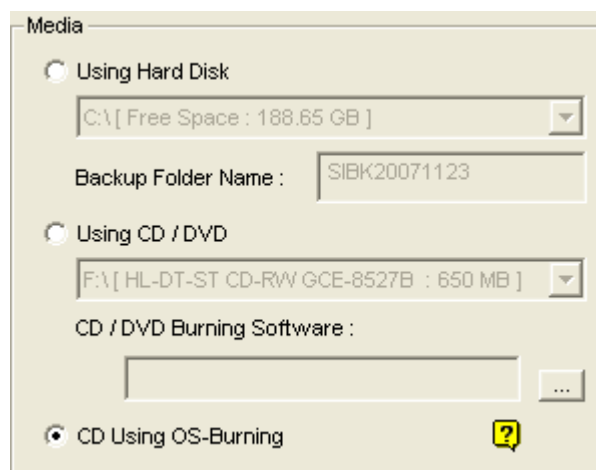 Media
Using Hard Disk
C:\ [ Free Space : 188.65 GB ]
Backup Folder Name : SIBK20071123
Using CD / DVD
F:\ [ HL-DT-ST CD-RW GCE-8527B : 650 MB ]
CD / DVD Burning Software :
...
CD Using OS-Burning
?